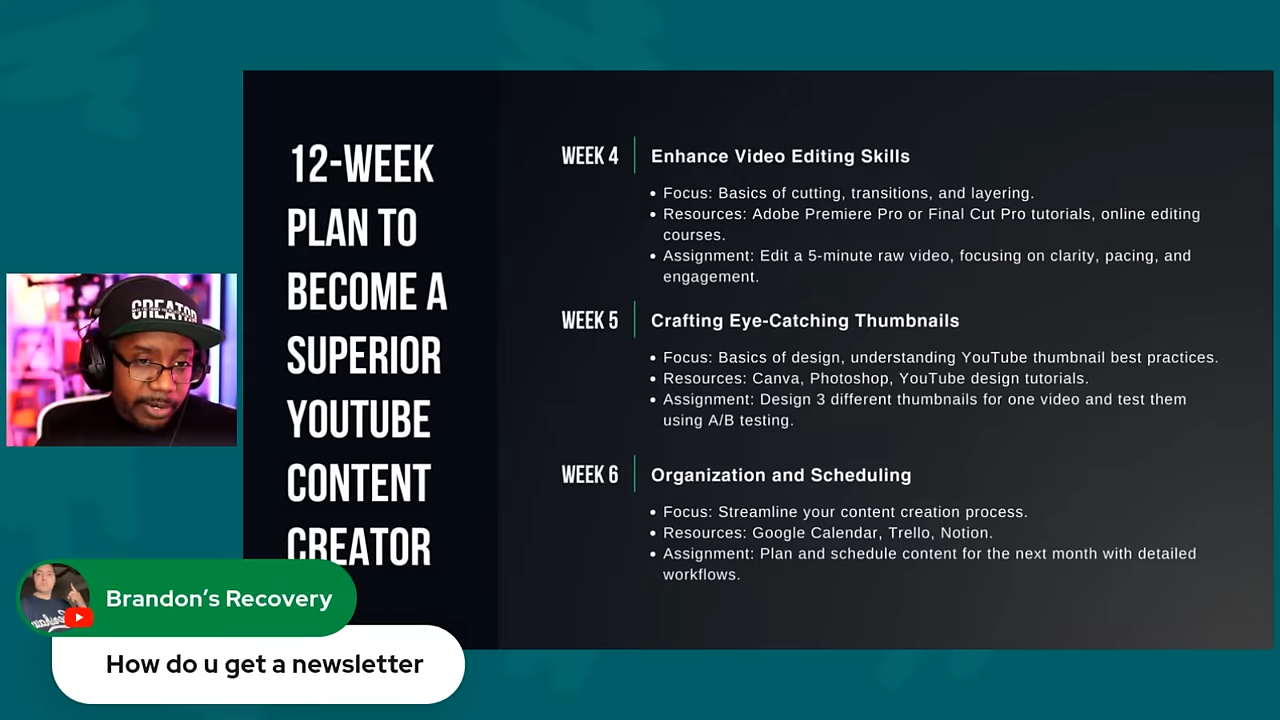 12-WEEK
PLAN TO
BECOME A
SUPERIOR
YOUTUBE
CONTENT
CREATOR
WEEK 4
Enhance Video Editing Skills
• Focus: Basics of cutting, transitions, and layering.
• Resources: Adobe Premiere Pro or Final Cut Pro tutorials, online editing
courses.
• Assignment: Edit a 5-minute raw video, focusing on clarity, pacing, and
engagement.
WEEK 5
Crafting Eye-Catching Thumbnails
• Focus: Basics of design, understanding YouTube thumbnail best practices.
• Resources: Canva, Photoshop, YouTube design tutorials.
• Assignment: Design 3 different thumbnails for one video and test them
using A/B testing.
WEEK 6
Organization and Scheduling
• Focus: Streamline your content creation process.
• Resources: Google Calendar, Trello, Notion.
• Assignment: Plan and schedule content for the next month with detailed
workflows.
CREATOR
Brandon’s Recovery
How do u get a newsletter